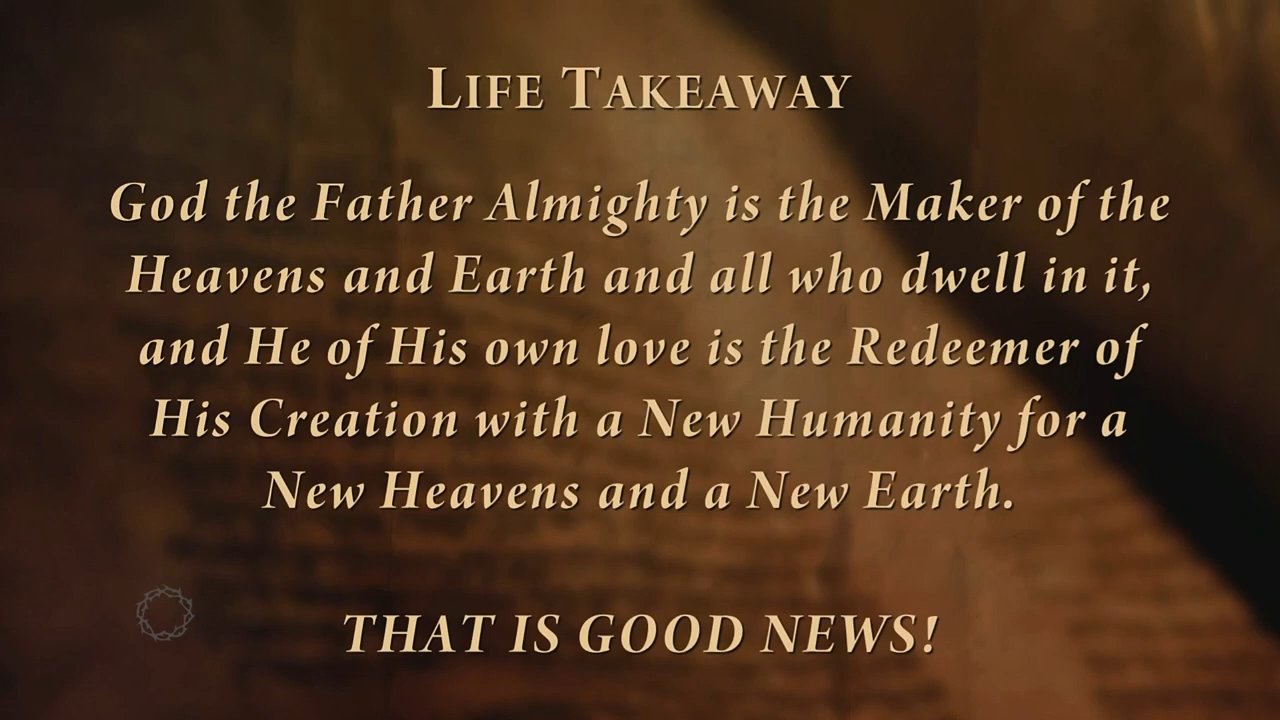 Life Takeaway
God the Father Almighty is the Maker of the
Heavens and Earth and all who dwell in it,
and He of His own love is the Redeemer of
His Creation with a New Humanity for a
New Heavens and a New Earth.
THAT IS GOOD NEWS!